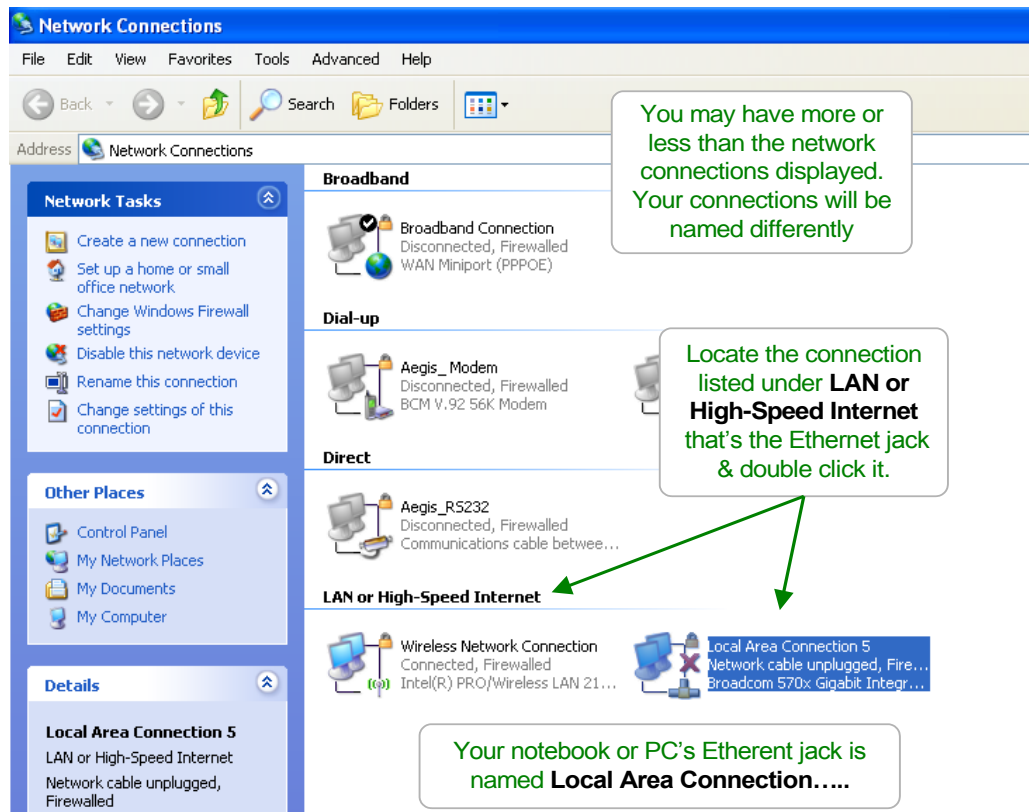 Network Connections
File Edit View Favorites Tools Advanced Help
Back Search Folders
Address Network Connections
You may have more or
less than the network
connections displayed.
Your connections will be
named differently
Network Tasks
Create a new connection
Set up a home or small
office network
Change Windows Firewall
settings
Disable this network device
Rename this connection
Change settings of this
connection
Other Places
Control Panel
My Network Places
My Documents
My Computer
Details
Local Area Connection 5
LAN or High-Speed Internet
Network cable unplugged,
Firewalled
Broadband
Broadband Connection
Disconnected, Firewalled
WAN Miniport (PPPOE)
Dial-up
Aegis_ Modem
Disconnected, Firewalled
BCM V.92 56K Modem
Locate the connection
listed under LAN or
High-Speed Internet
that's the Ethernet jack
& double click it.
Direct
Aegis_RS232
Disconnected, Firewalled
Communications cable betwee...
LAN or High-Speed Internet
Wireless Network Connection
Connected, Firewalled
Intel(R) PRO/Wireless LAN 21...
Local Area Connection 5
Network cable unplugged, Fire...
Broadcom 570x Gigabit Integr...
Your notebook or PC's Etherent jack is
named Local Area Connection…..